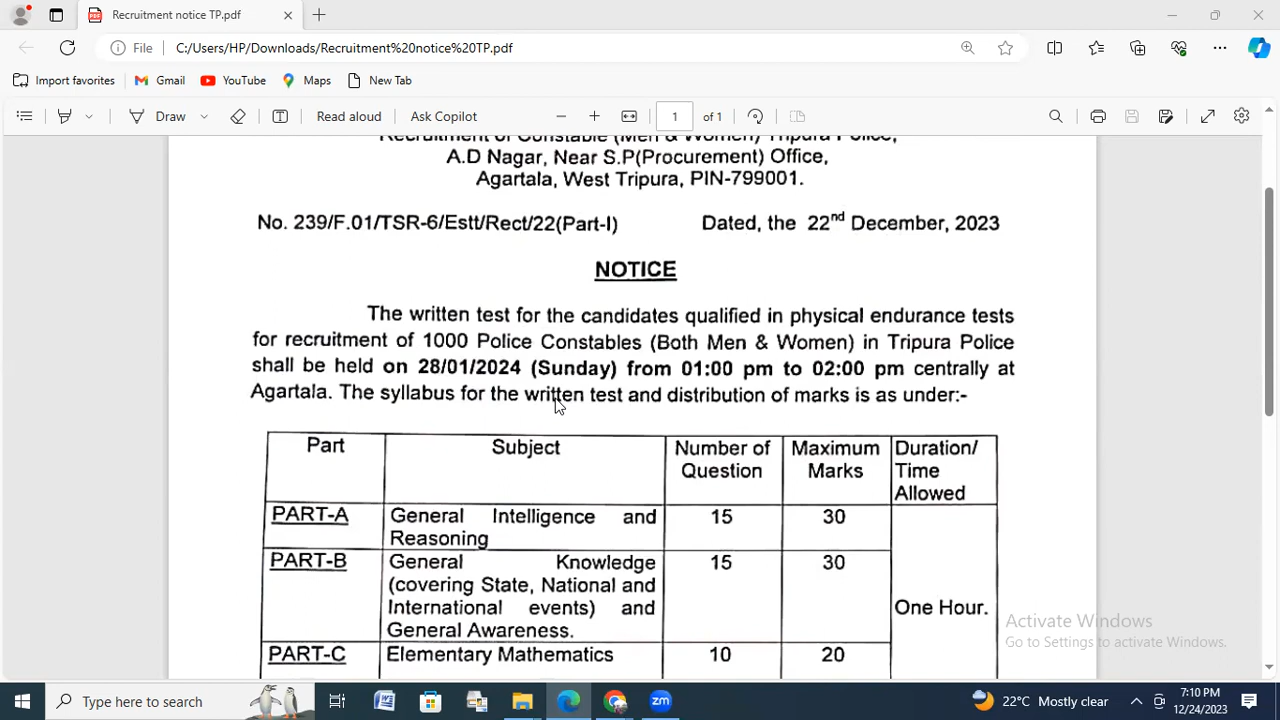 Recruitment notice TP.pdf
File C:/Users/HP/Downloads/Recruitment%20notice%20TP.pdf
Import favorites Gmail YouTube Maps New Tab
Draw Read aloud Ask Copilot 1 of 1
Recruitment of Constable (Men & Women) Tripura Police,
A.D Nagar, Near S.P(Procurement) Office,
Agartala, West Tripura, PIN-799001.
No. 239/F.01/TSR-6/Estt/Rect/22(Part-I) Dated, the 22nd December, 2023
NOTICE
The written test for the candidates qualified in physical endurance tests
for recruitment of 1000 Police Constables (Both Men & Women) in Tripura Police
shall be held on 28/01/2024 (Sunday) from 01:00 pm to 02:00 pm centrally at
Agartala. The syllabus for the written test and distribution of marks is as under:-
Part Subject Number of Question Maximum Marks Duration/ Time Allowed
PART-A General Intelligence and Reasoning 15 30
PART-B General Knowledge (covering State, National and International events) and General Awareness. 15 30
One Hour.
PART-C Elementary Mathematics 10 20
Activate Windows
Go to Settings to activate Windows.
Type here to search
22°C Mostly clear
7:10 PM
12/24/2023